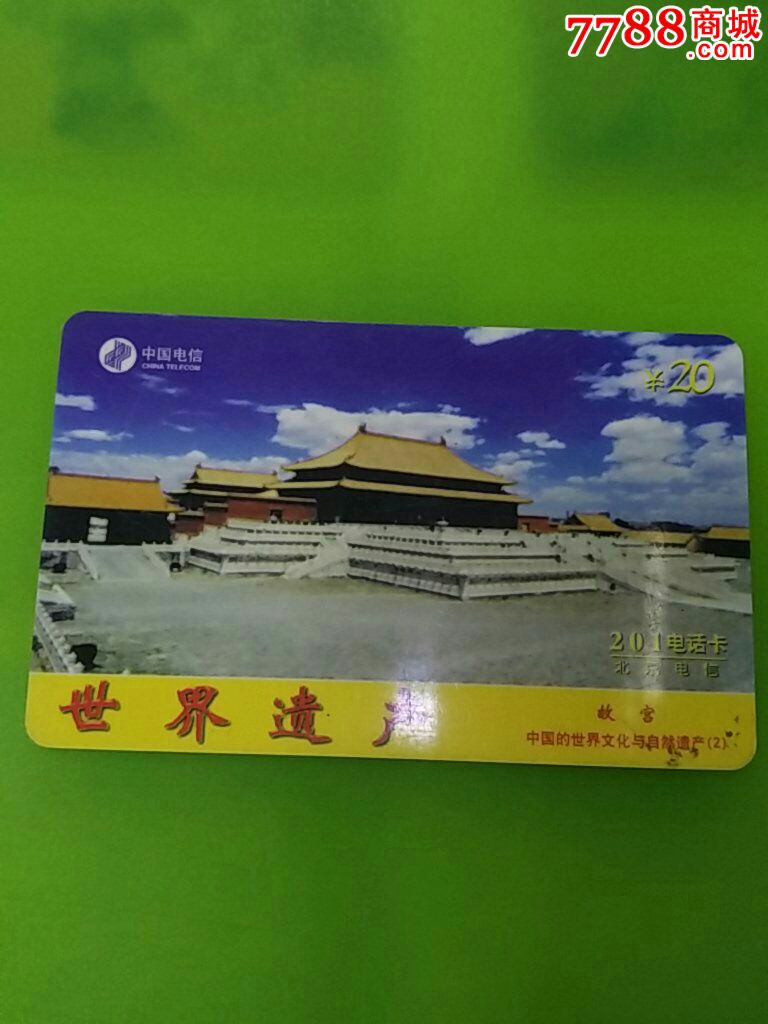 7788商城
.com
中国电信
CHINA TELECOM
¥20
201电话卡
北京电信
世界遗产
故宫
中国的世界文化与自然遗产(2)